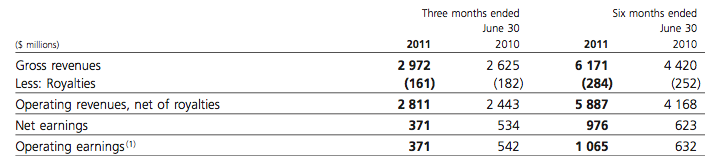 Three months ended Six months ended
June 30 June 30
($ millions) 2011 2010 2011 2010
Gross revenues 2 972 2 625 6 171 4 420
Less: Royalties (161) (182) (284) (252)
Operating revenues, net of royalties 2 811 2 443 5 887 4 168
Net earnings 371 534 976 623
Operating earnings(1) 371 542 1 065 632